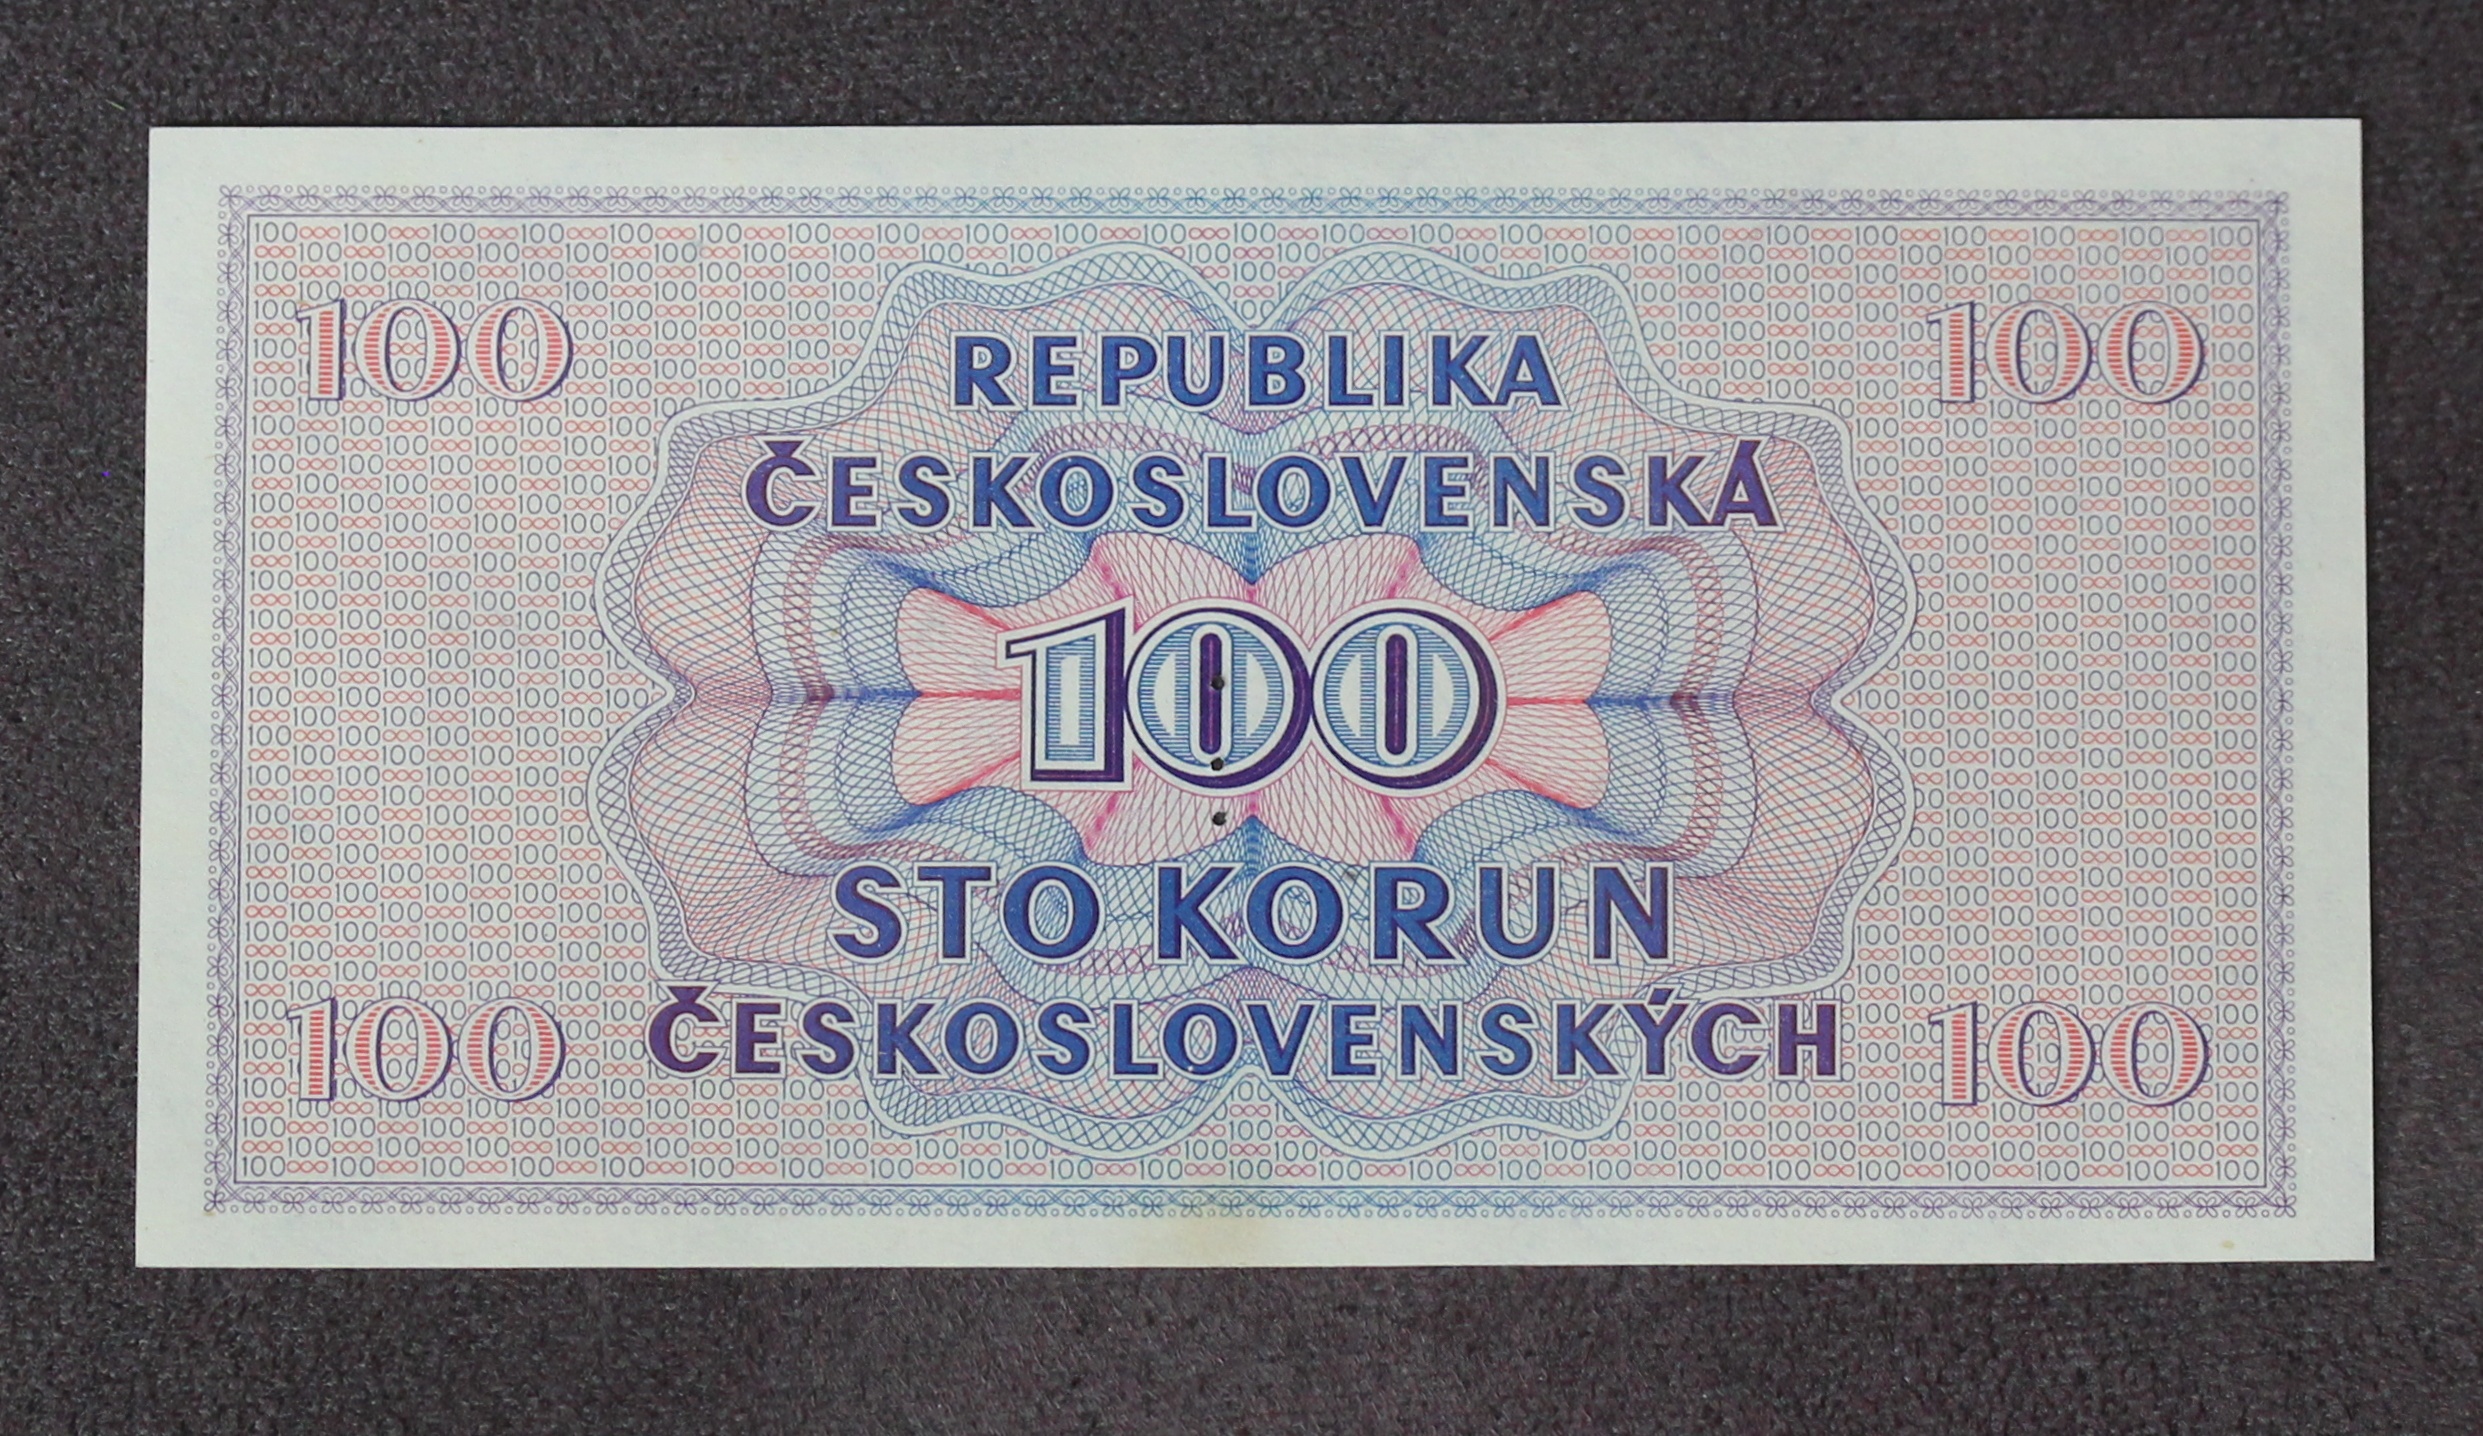 100 100
REPUBLIKA
ČESKOSLOVENSKÁ
100
STO KORUN
ČESKOSLOVENSKÝCH
100 100